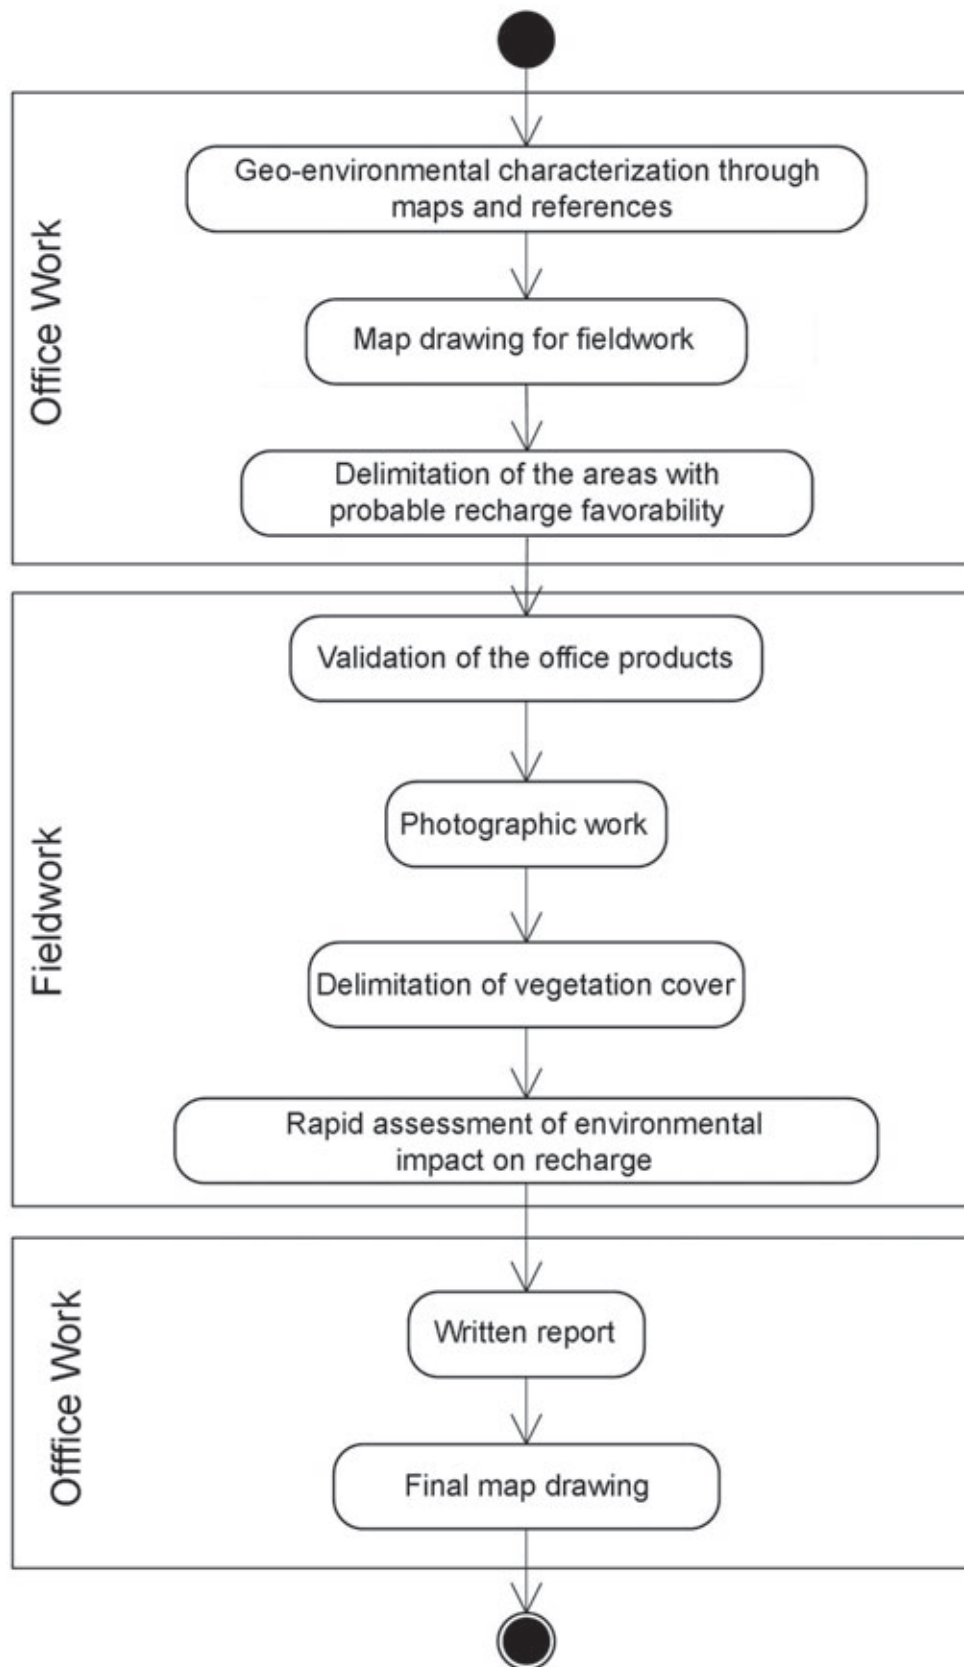 Office Work
Geo-environmental characterization through
maps and references
Map drawing for fieldwork
Delimitation of the areas with
probable recharge favorability
Fieldwork
Validation of the office products
Photographic work
Delimitation of vegetation cover
Rapid assessment of environmental
impact on recharge
Offfice Work
Written report
Final map drawing